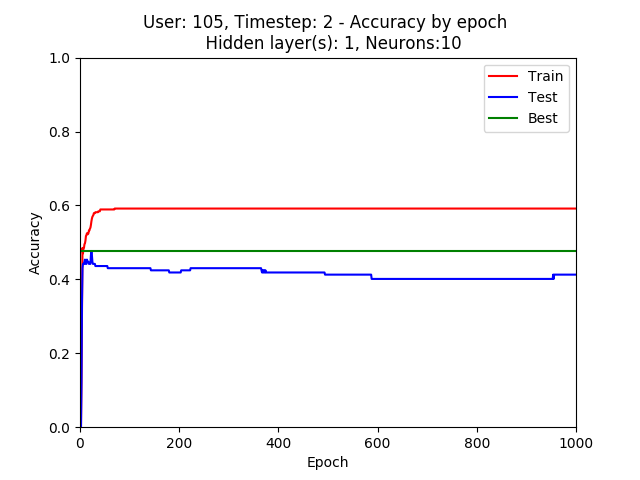 User: 105, Timestep: 2 - Accuracy by epoch
Hidden layer(s): 1, Neurons:10
1.0
0.8
0.6
0.4
0.2
0.0
Accuracy
Train
Test
Best
0
200
400
600
800
1000
Epoch